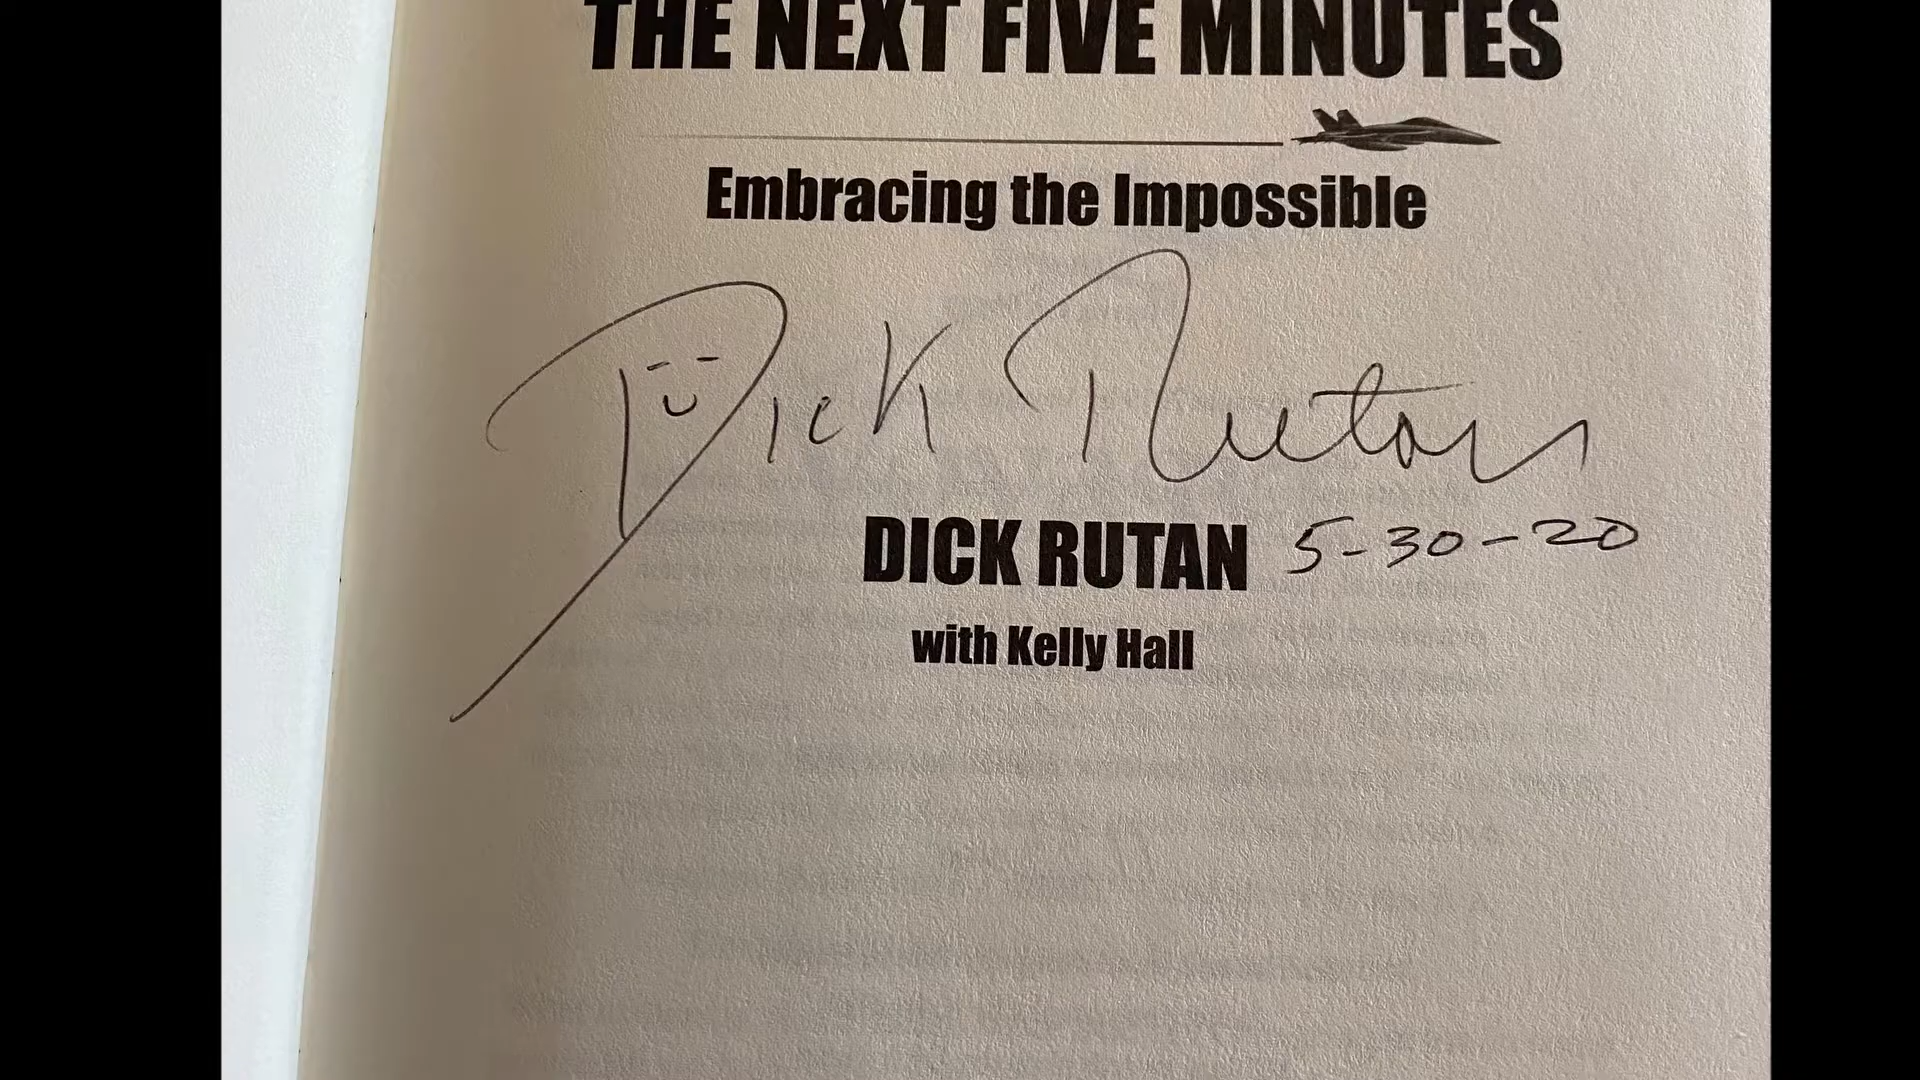 THE NEXT FIVE MINUTES
Embracing the Impossible
Dick Rutan
DICK RUTAN 5-30-20
with Kelly Hall